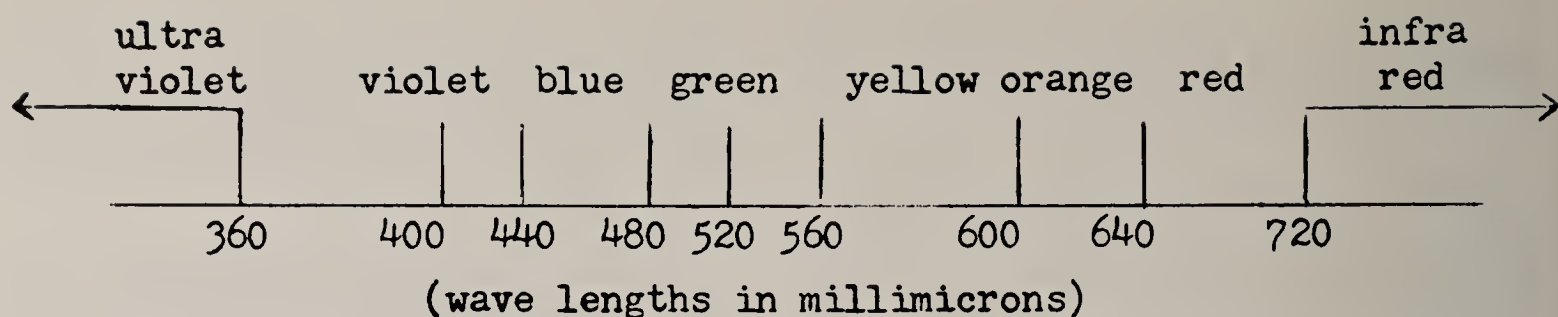 ultra infra
violet violet blue green yellow orange red red
360 400 440 480 520 560 600 640 720
(wave lengths in millimicrons)